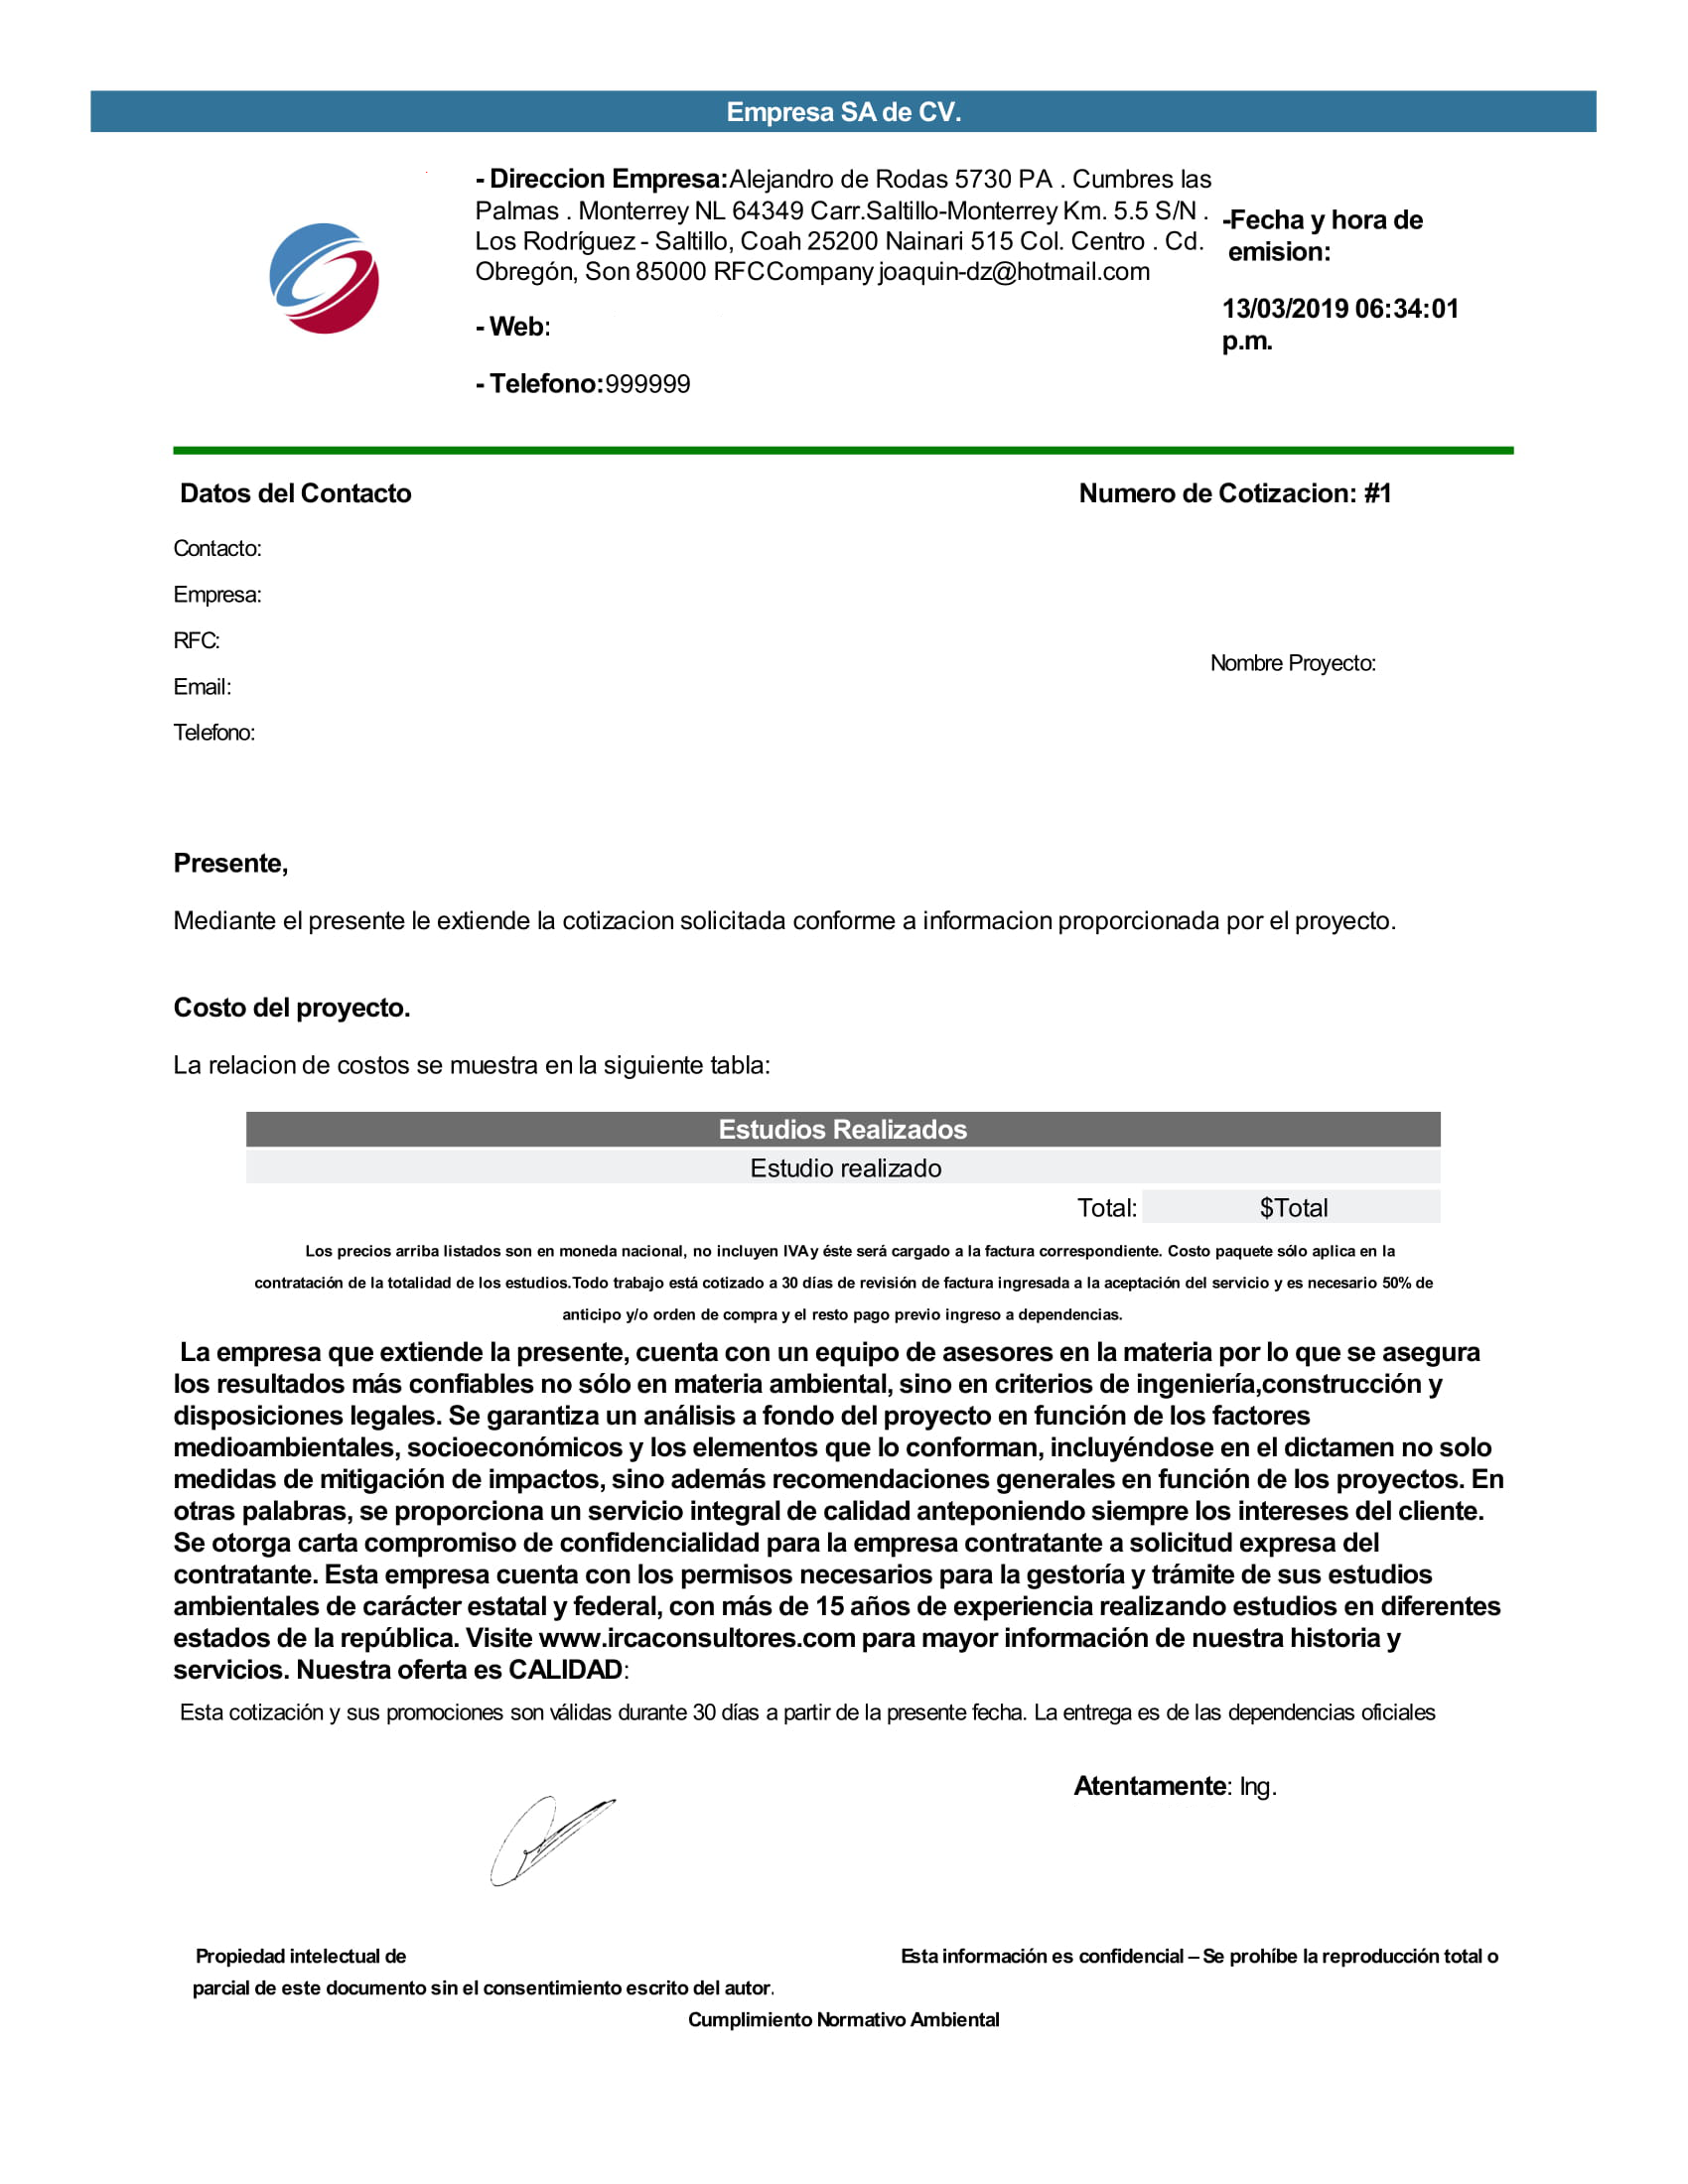 Empresa SA de CV.
- Direccion Empresa:Alejandro de Rodas 5730 PA . Cumbres las
Palmas . Monterrey NL 64349 Carr.Saltillo-Monterrey Km. 5.5 S/N .
Los Rodríguez - Saltillo, Coah 25200 Nainari 515 Col. Centro . Cd.
Obregón, Son 85000 RFCCompany joaquin-dz@hotmail.com
- Web:
- Telefono:999999
-Fecha y hora de
emision:
13/03/2019 06:34:01
p.m.
Datos del Contacto
Numero de Cotizacion: #1
Contacto:
Empresa:
RFC:
Email:
Telefono:
Nombre Proyecto:
Presente,
Mediante el presente le extiende la cotizacion solicitada conforme a informacion proporcionada por el proyecto.
Costo del proyecto.
La relacion de costos se muestra en la siguiente tabla:
Estudios Realizados
Estudio realizado
Total: $Total
Los precios arriba listados son en moneda nacional, no incluyen IVA y éste será cargado a la factura correspondiente. Costo paquete sólo aplica en la
contratación de la totalidad de los estudios.Todo trabajo está cotizado a 30 días de revisión de factura ingresada a la aceptación del servicio y es necesario 50% de
anticipo y/o orden de compra y el resto pago previo ingreso a dependencias.
La empresa que extiende la presente, cuenta con un equipo de asesores en la materia por lo que se asegura
los resultados más confiables no sólo en materia ambiental, sino en criterios de ingeniería,construcción y
disposiciones legales. Se garantiza un análisis a fondo del proyecto en función de los factores
medioambientales, socioeconómicos y los elementos que lo conforman, incluyéndose en el dictamen no solo
medidas de mitigación de impactos, sino además recomendaciones generales en función de los proyectos. En
otras palabras, se proporciona un servicio integral de calidad anteponiendo siempre los intereses del cliente.
Se otorga carta compromiso de confidencialidad para la empresa contratante a solicitud expresa del
contratante. Esta empresa cuenta con los permisos necesarios para la gestoría y trámite de sus estudios
ambientales de carácter estatal y federal, con más de 15 años de experiencia realizando estudios en diferentes
estados de la república. Visite www.ircaconsultores.com para mayor información de nuestra historia y
servicios. Nuestra oferta es CALIDAD:
Esta cotización y sus promociones son válidas durante 30 días a partir de la presente fecha. La entrega es de las dependencias oficiales
Atentamente: Ing.
Propiedad intelectual de Esta información es confidencial – Se prohíbe la reproducción total o
parcial de este documento sin el consentimiento escrito del autor.
Cumplimiento Normativo Ambiental